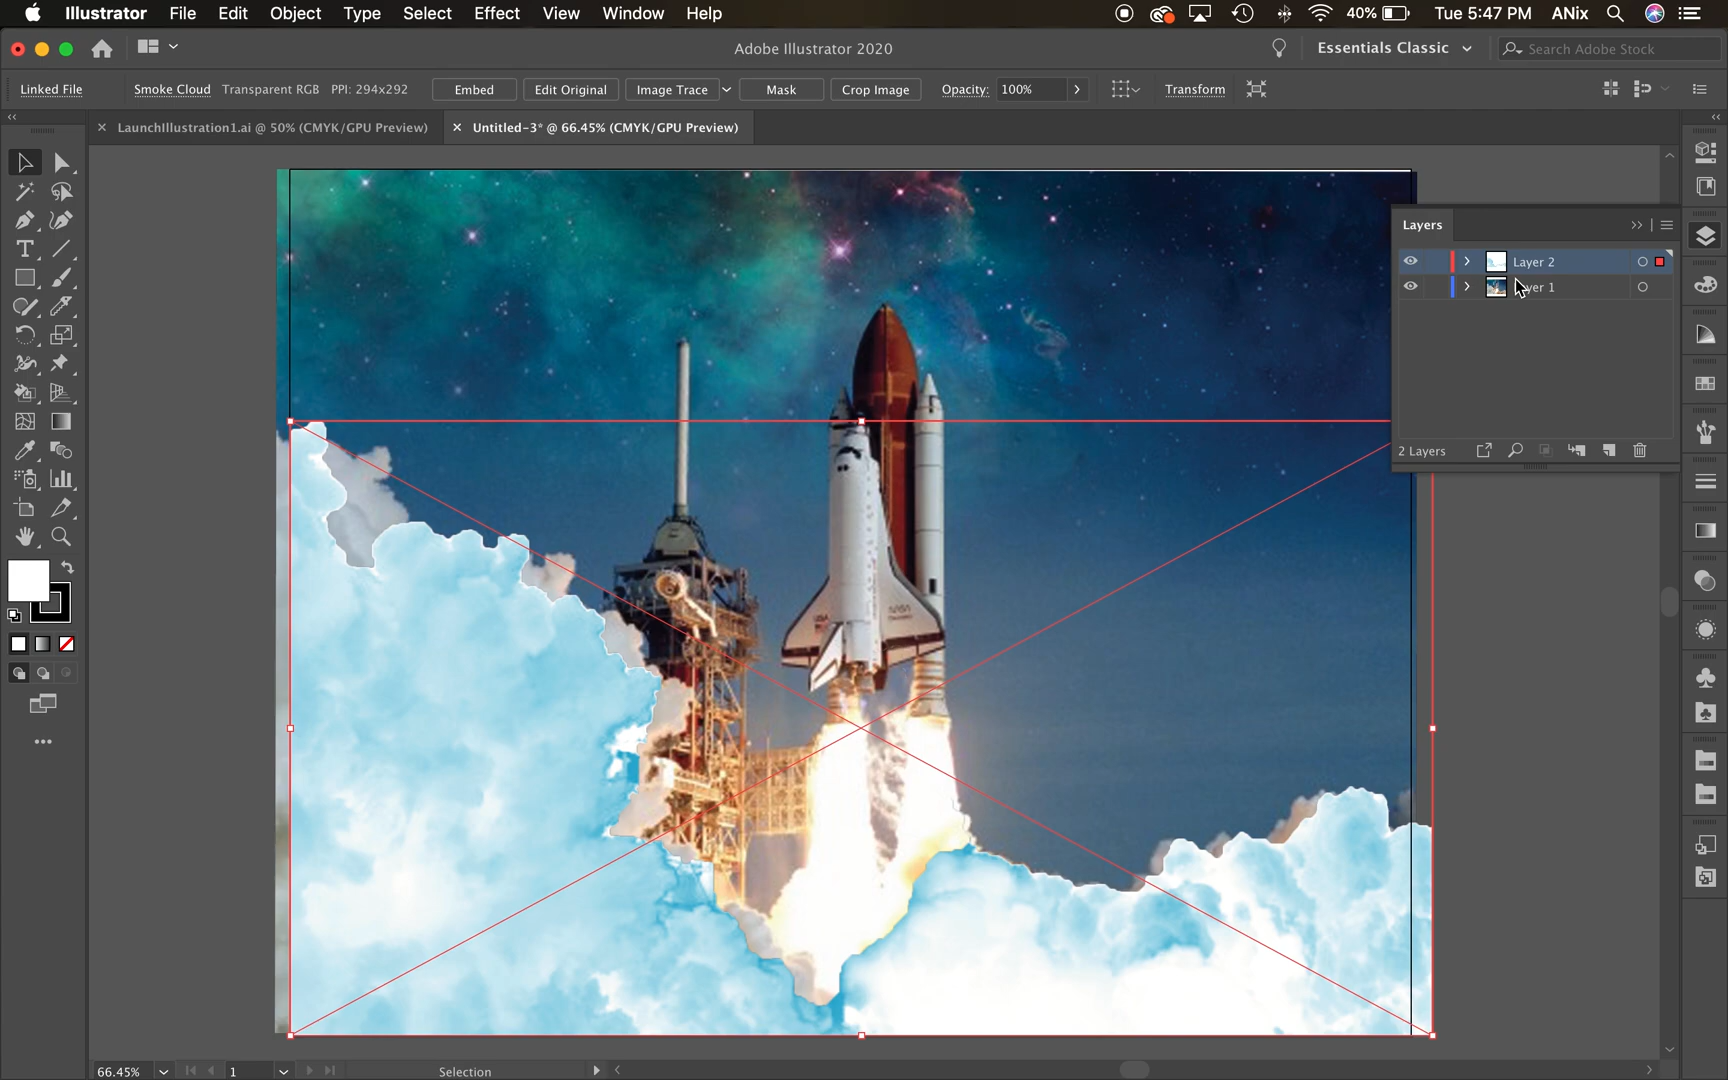 Illustrator File Edit Object Type Select Effect View Window Help 40% Tue 5:47 PM ANix
Adobe Illustrator 2020 Essentials Classic Search Adobe Stock
Linked File Smoke Cloud Transparent RGB PPI: 294x292 Embed Edit Original Image Trace Mask Crop Image Opacity: 100% Transform
LaunchIllustration1.ai @ 50% (CMYK/GPU Preview) Untitled-3* @ 66.45% (CMYK/GPU Preview)
Layers
Layer 2
yer 1
2 Layers
USA
66.45% 1 Selection